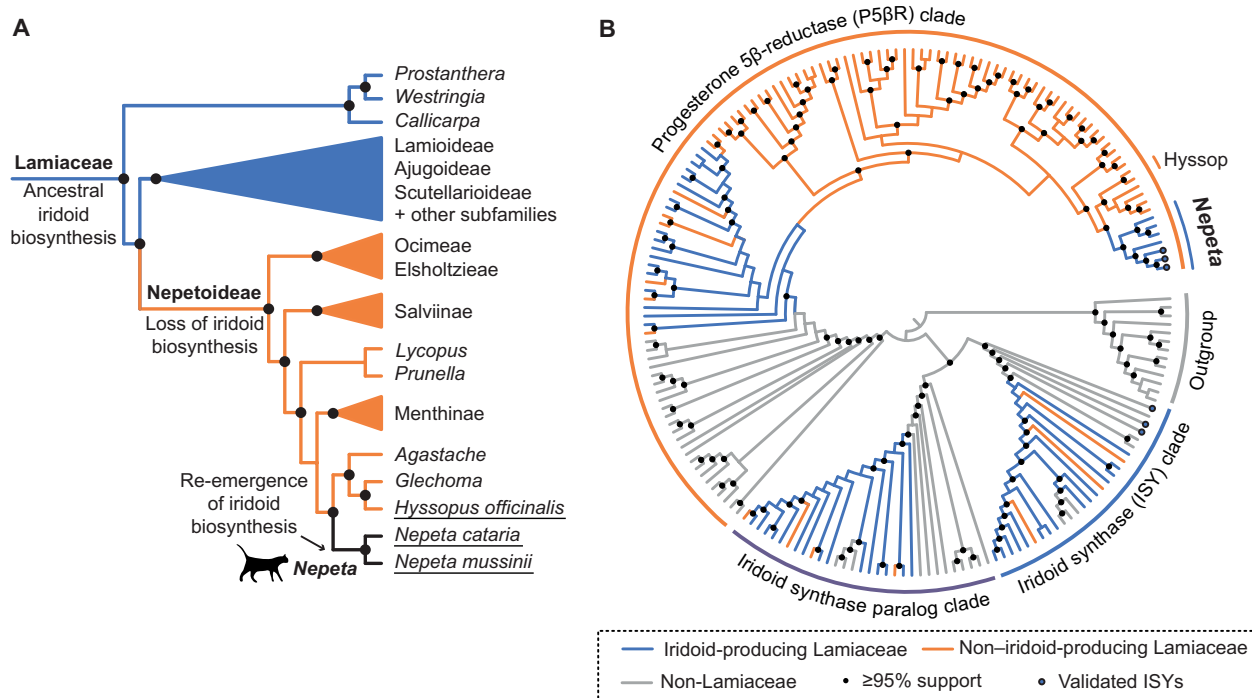 A
Prostanthera
Westringia
Callicarpa
Lamiaceae
Ancestral
iridoid
biosynthesis
Lamioideae
Ajugoideae
Scutellarioideae
+ other subfamilies
Ocimeae
Elsholtzieae
Nepetoideae
Loss of iridoid
biosynthesis
Salviinae
Lycopus
Prunella
Menthinae
Agastache
Glechoma
Hyssopus officinalis
Re-emergence
of iridoid
biosynthesis
Nepeta cataria
Nepeta mussinii
Nepeta
B
Progesterone 5β-reductase (P5βR) clade
Hyssop
Nepeta
Outgroup
Iridoid synthase (ISY) clade
Iridoid synthase paralog clade
Iridoid-producing Lamiaceae
Non–iridoid-producing Lamiaceae
Non-Lamiaceae
≥95% support
Validated ISYs